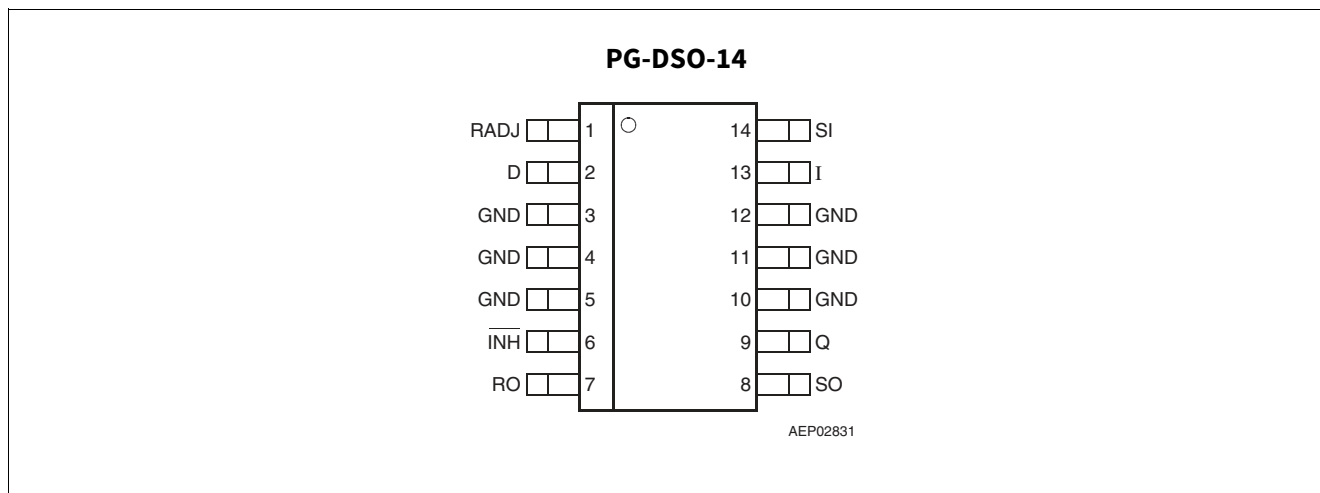 PG-DSO-14
RADJ 1 14 SI
D 2 13 I
GND 3 12 GND
GND 4 11 GND
GND 5 10 GND
I̅N̅H̅ 6 9 Q
RO 7 8 SO
AEP02831